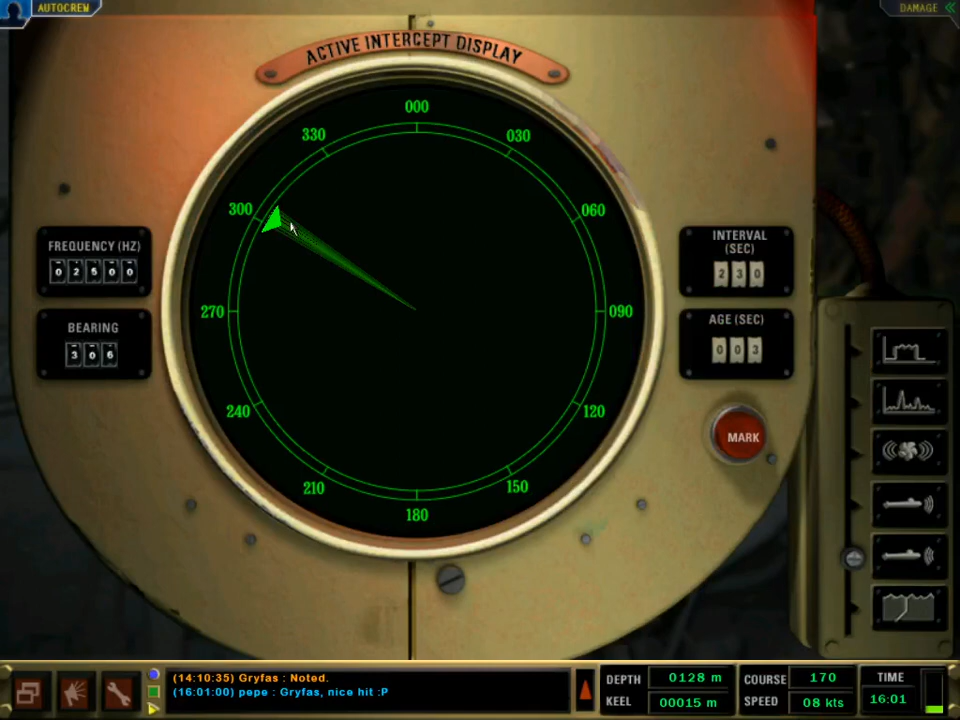 AUTOCREW
DAMAGE
ACTIVE INTERCEPT DISPLAY
000
330
030
300
060
270
090
240
120
210
150
180
FREQUENCY (HZ)
02500
BEARING
306
INTERVAL
(SEC)
230
AGE (SEC)
003
MARK
(14:10:35) Gryfas : Noted.
(16:01:00) pepe : Gryfas, nice hit :P
DEPTH 0128 m
KEEL 00015 m
COURSE 170
SPEED 08 kts
TIME
16:01